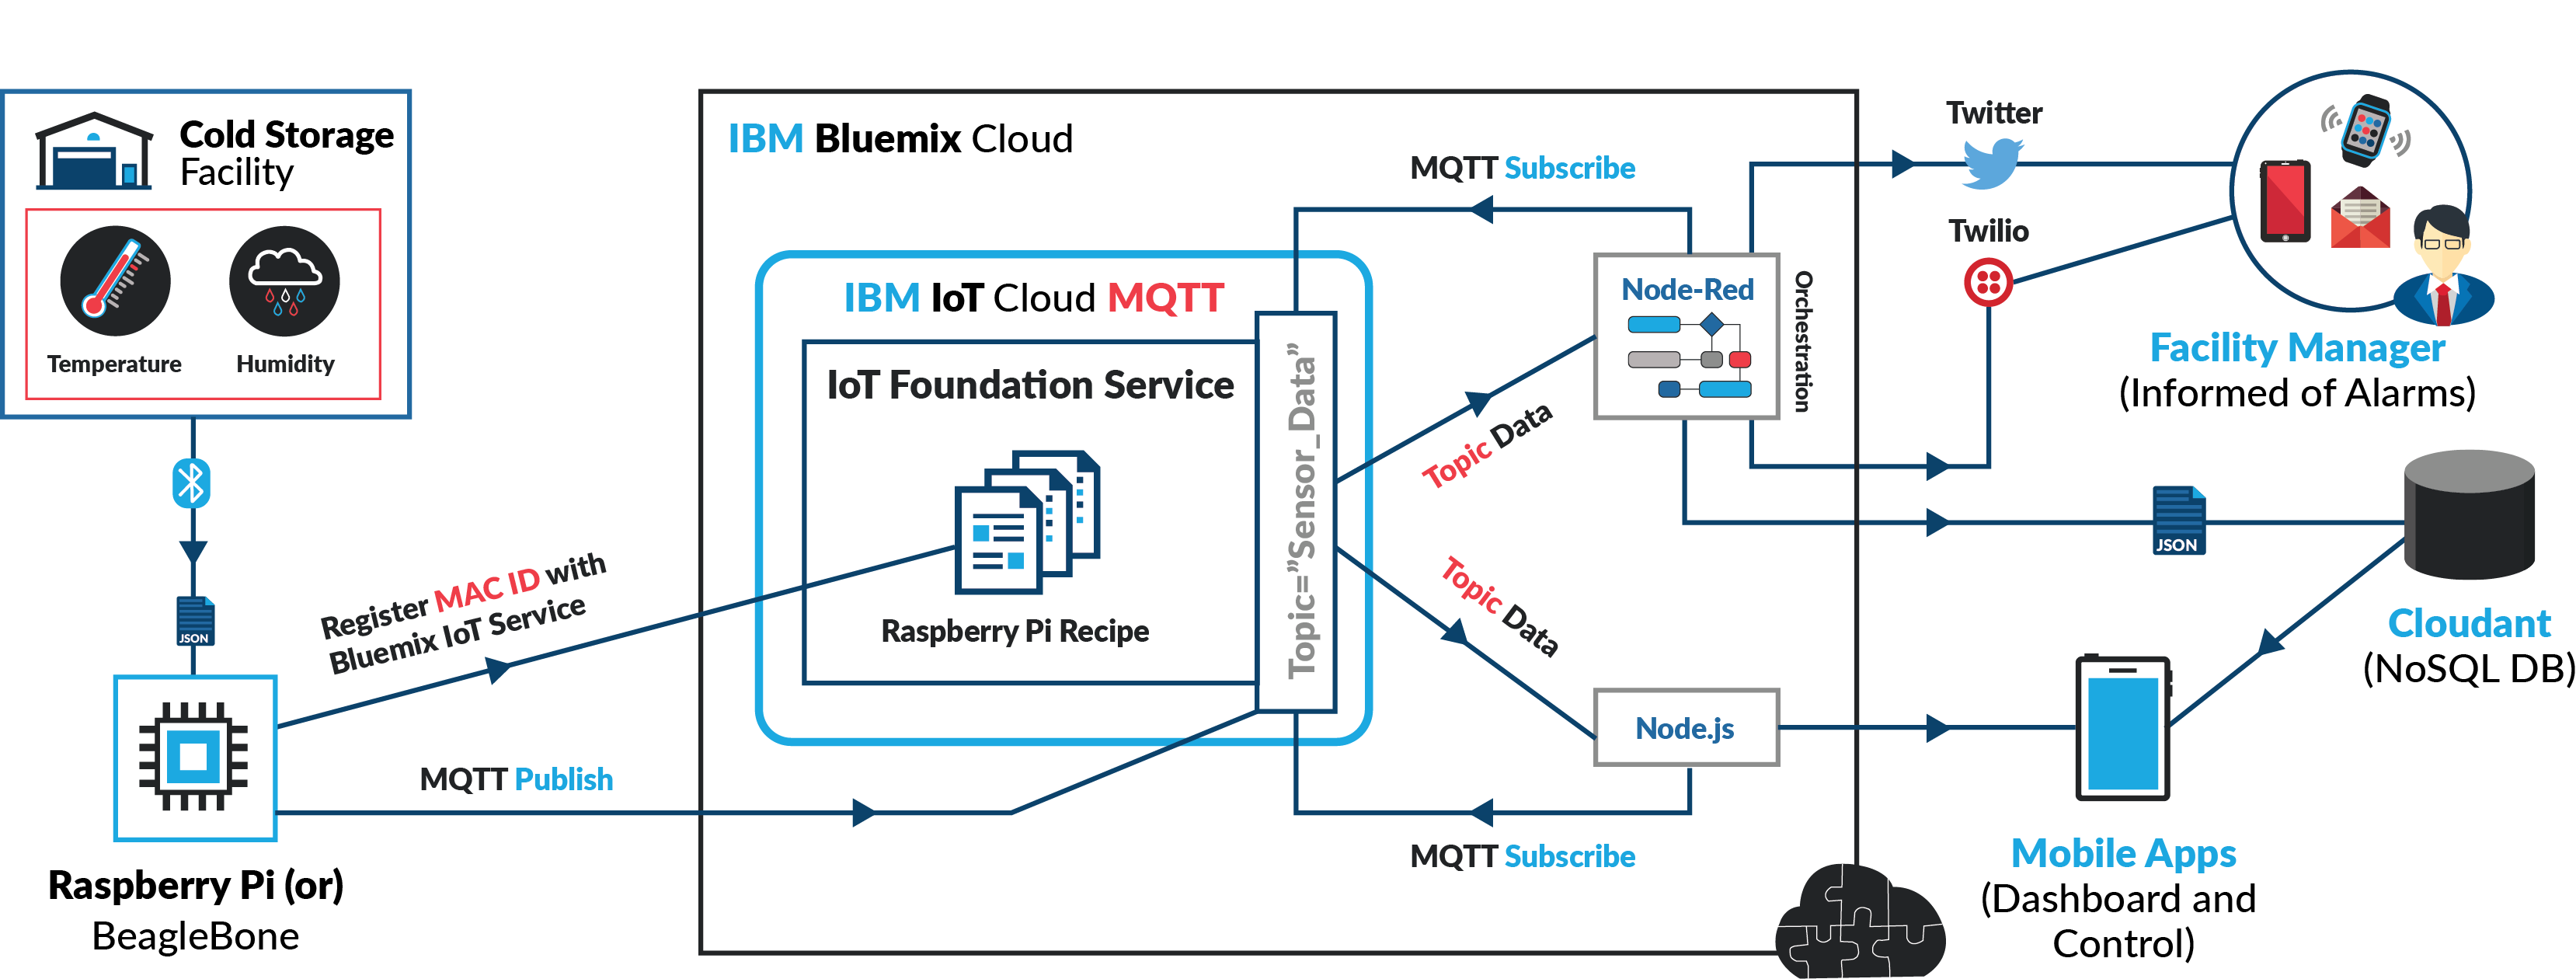 Cold Storage
Facility
Temperature
Humidity
JSON
Raspberry Pi (or)
BeagleBone
Register MAC ID with
Bluemix IoT Service
MQTT Publish
IBM Bluemix Cloud
IBM IoT Cloud MQTT
IoT Foundation Service
Raspberry Pi Recipe
Topic=”Sensor_Data”
MQTT Subscribe
Topic Data
Topic Data
MQTT Subscribe
Node-Red
Orchestration
Node.js
Twitter
Twilio
Facility Manager
(Informed of Alarms)
JSON
Cloudant
(NoSQL DB)
Mobile Apps
(Dashboard and
Control)